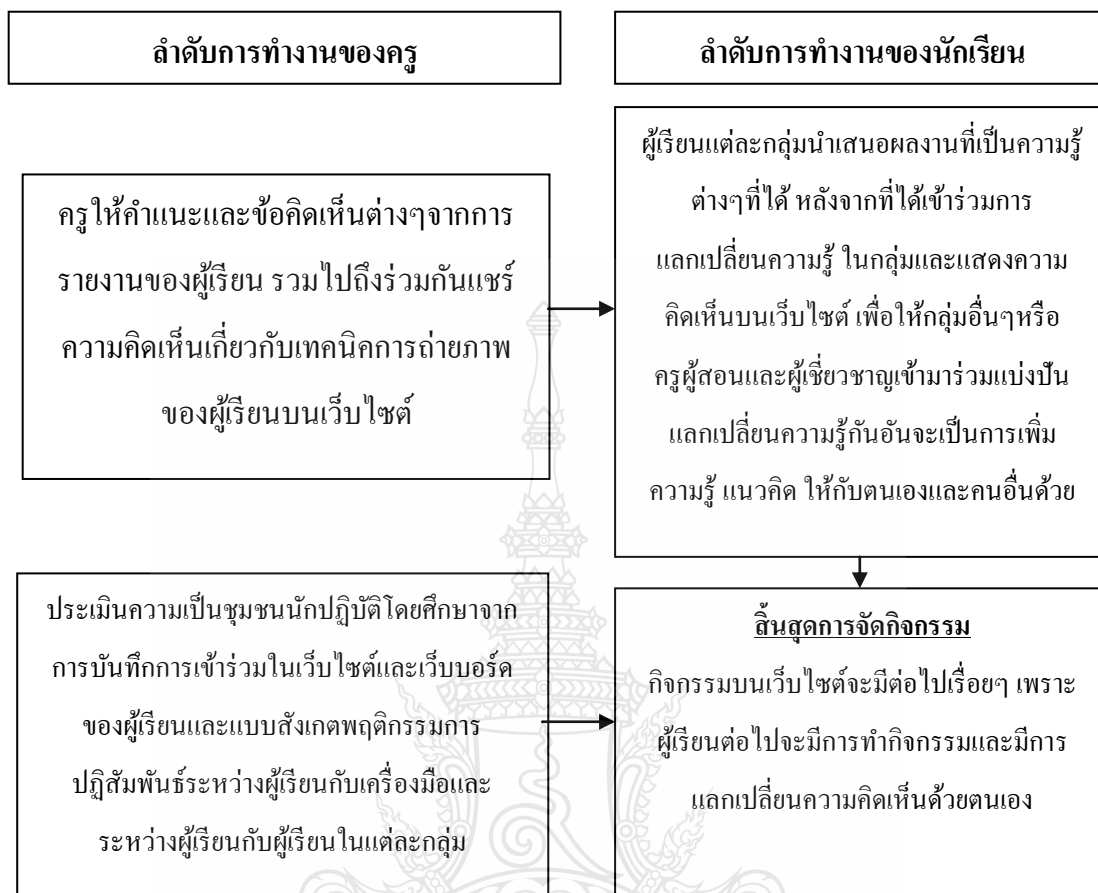 ลำดับการทำงานของครู
ลำดับการทำงานของนักเรียน
ครูให้คำแนะและข้อคิดเห็นต่างๆจากการ
รายงานของผู้เรียน รวมไปถึงร่วมกันแชร์
ความคิดเห็นเกี่ยวกับเทคนิคการถ่ายภาพ
ของผู้เรียนบนเว็บไซต์
ผู้เรียนแต่ละกลุ่มนำเสนอผลงานที่เป็นความรู้
ต่างๆที่ได้ หลังจากที่ได้เข้าร่วมการ
แลกเปลี่ยนความรู้ ในกลุ่มและแสดงความ
คิดเห็นบนเว็บไซต์ เพื่อให้กลุ่มอื่นๆหรือ
ครูผู้สอนและผู้เชี่ยวชาญเข้ามาร่วมแบ่งปัน
แลกเปลี่ยนความรู้กันอันจะเป็นการเพิ่ม
ความรู้ แนวคิด ให้กับตนเองและคนอื่นด้วย
ประเมินความเป็นชุมชนนักปฏิบัติโดยศึกษาจาก
การบันทึกการเข้าร่วมในเว็บไซต์และเว็บบอร์ด
ของผู้เรียนและแบบสังเกตพฤติกรรมการ
ปฏิสัมพันธ์ระหว่างผู้เรียนกับเครื่องมือและ
ระหว่างผู้เรียนกับผู้เรียนในแต่ละกลุ่ม
สิ้นสุดการจัดกิจกรรม
กิจกรรมบนเว็บไซต์จะมีต่อไปเรื่อยๆ เพราะ
ผู้เรียนต่อไปจะมีการทำกิจกรรมและมีการ
แลกเปลี่ยนความคิดเห็นด้วยตนเอง